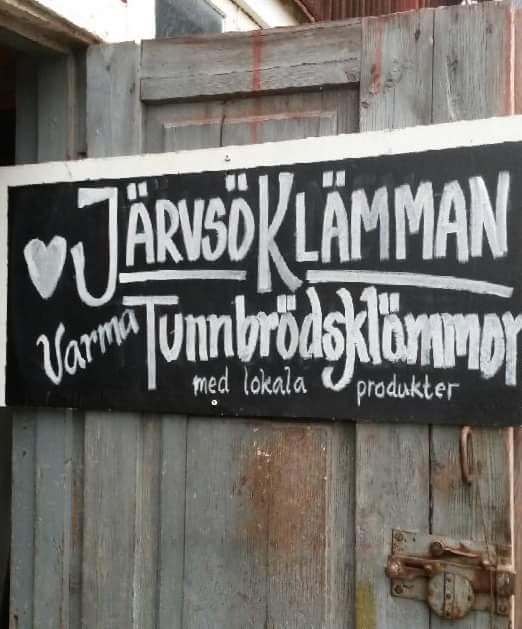 JÄRVSÖKLÄMMAN
Varma Tunnbrödsklämmor
med lokala produkter